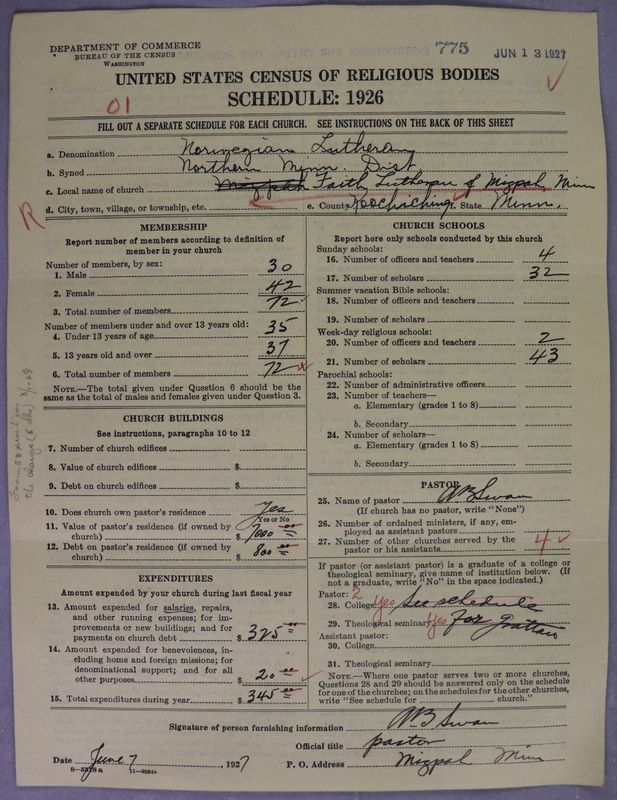 DEPARTMENT OF COMMERCE
BUREAU OF THE CENSUS
WASHINGTON
775
JUN 13 1927
UNITED STATES CENSUS OF RELIGIOUS BODIES
SCHEDULE: 1926
01
FILL OUT A SEPARATE SCHEDULE FOR EACH CHURCH. SEE INSTRUCTIONS ON THE BACK OF THIS SHEET
a. Denomination Norwegian Lutheran
b. Synod Northern Minn. Dist.
c. Local name of church Faith Lutheran of Mizpah, Minn
d. City, town, village, or township, etc. e. County Koochiching f. State Minn.
R
MEMBERSHIP
Report number of members according to definition of
member in your church
Number of members, by sex:
1. Male 30
2. Female 42
3. Total number of members 72
Number of members under and over 13 years old:
4. Under 13 years of age 35
5. 13 years old and over 37
6. Total number of members 72
NOTE.—The total given under Question 6 should be the
same as the total of males and females given under Question 3.
CHURCH BUILDINGS
See instructions, paragraphs 10 to 12
7. Number of church edifices
8. Value of church edifices $
9. Debt on church edifices $
10. Does church own pastor's residence Yes
Yes or No
11. Value of pastor's residence (if owned by
church) $ 7000 00
12. Debt on pastor's residence (if owned by
church) $ 800 00
EXPENDITURES
Amount expended by your church during last fiscal year
13. Amount expended for salaries, repairs,
and other running expenses; for im-
provements or new buildings; and for
payments on church debt $ 325 00
14. Amount expended for benevolences, in-
cluding home and foreign missions; for
denominational support; and for all
other purposes $ 20 00
15. Total expenditures during year $ 345 00
CHURCH SCHOOLS
Report here only schools conducted by this church
Sunday schools:
16. Number of officers and teachers 4
17. Number of scholars 32
Summer vacation Bible schools:
18. Number of officers and teachers
19. Number of scholars
Week-day religious schools:
20. Number of officers and teachers 2
21. Number of scholars 43
Parochial schools:
22. Number of administrative officers
23. Number of teachers—
a. Elementary (grades 1 to 8)
b. Secondary
24. Number of scholars—
a. Elementary (grades 1 to 8)
b. Secondary
PASTOR
25. Name of pastor AB Swan
(If church has no pastor, write "None")
26. Number of ordained ministers, if any, em-
ployed as assistant pastors
27. Number of other churches served by the
pastor or his assistants 4
If pastor (or assistant pastor) is a graduate of a college or
theological seminary, give name of institution below. (If
not a graduate, write "No" in the space indicated.)
Pastor: 2
28. College Yes See schedule
29. Theological seminary Yes for Grattan
Assistant pastor:
30. College
31. Theological seminary
NOTE.—Where one pastor serves two or more churches,
Questions 28 and 29 should be answered only on the schedule
for one of the churches; on the schedules for the other churches,
write "See schedule for church."
Signature of person furnishing information AB Swan
Official title pastor
Date June 7, 1927 P. O. Address Mizpah Minn
8—5318 a 11—9054a